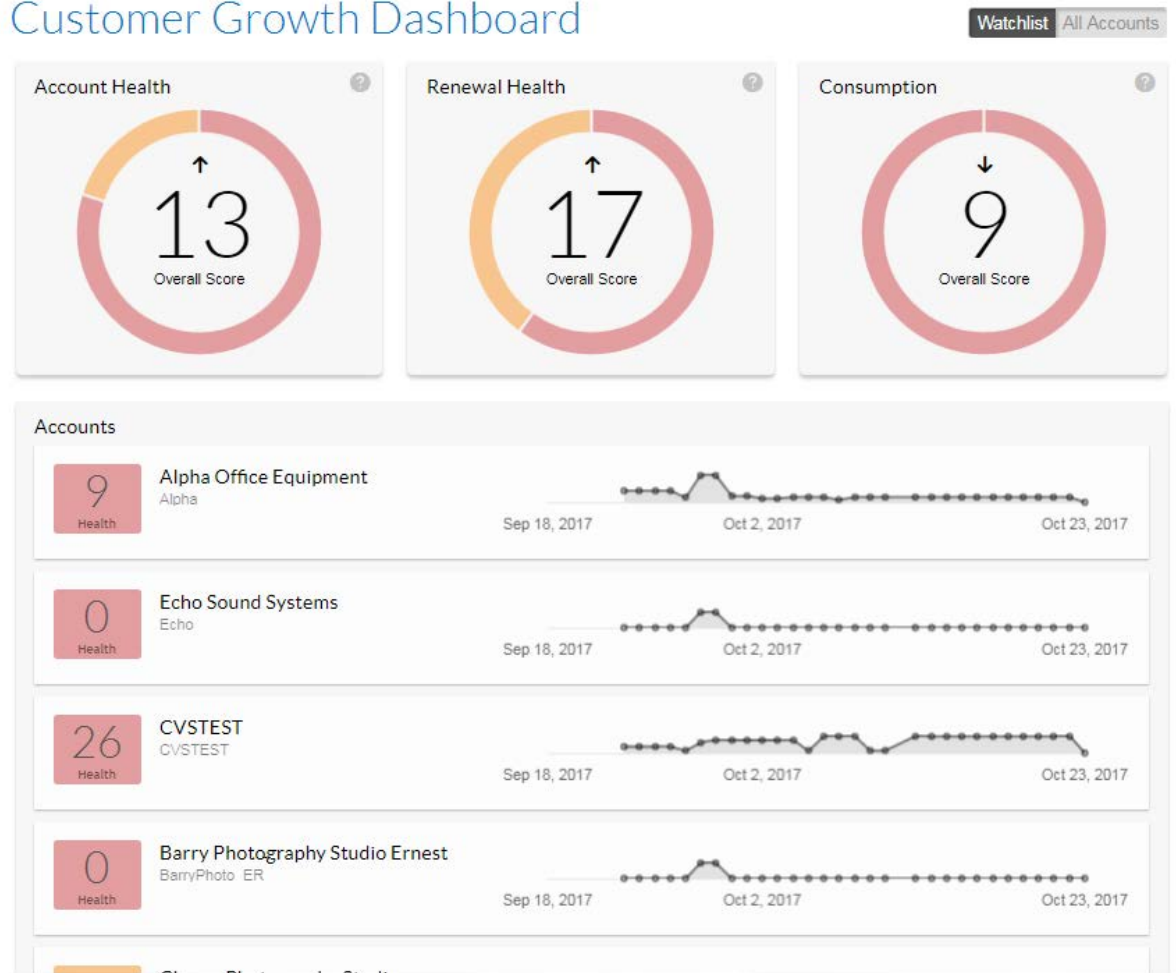 Customer Growth Dashboard
Watchlist All Accounts
Account Health ?
Renewal Health ?
Consumption ?
13
Overall Score
17
Overall Score
9
Overall Score
Accounts
9
Health
Alpha Office Equipment
Alpha
Sep 18, 2017 Oct 2, 2017 Oct 23, 2017
0
Health
Echo Sound Systems
Echo
Sep 18, 2017 Oct 2, 2017 Oct 23, 2017
26
Health
CVSTEST
CVSTEST
Sep 18, 2017 Oct 2, 2017 Oct 23, 2017
0
Health
Barry Photography Studio Ernest
BarryPhoto ER
Sep 18, 2017 Oct 2, 2017 Oct 23, 2017